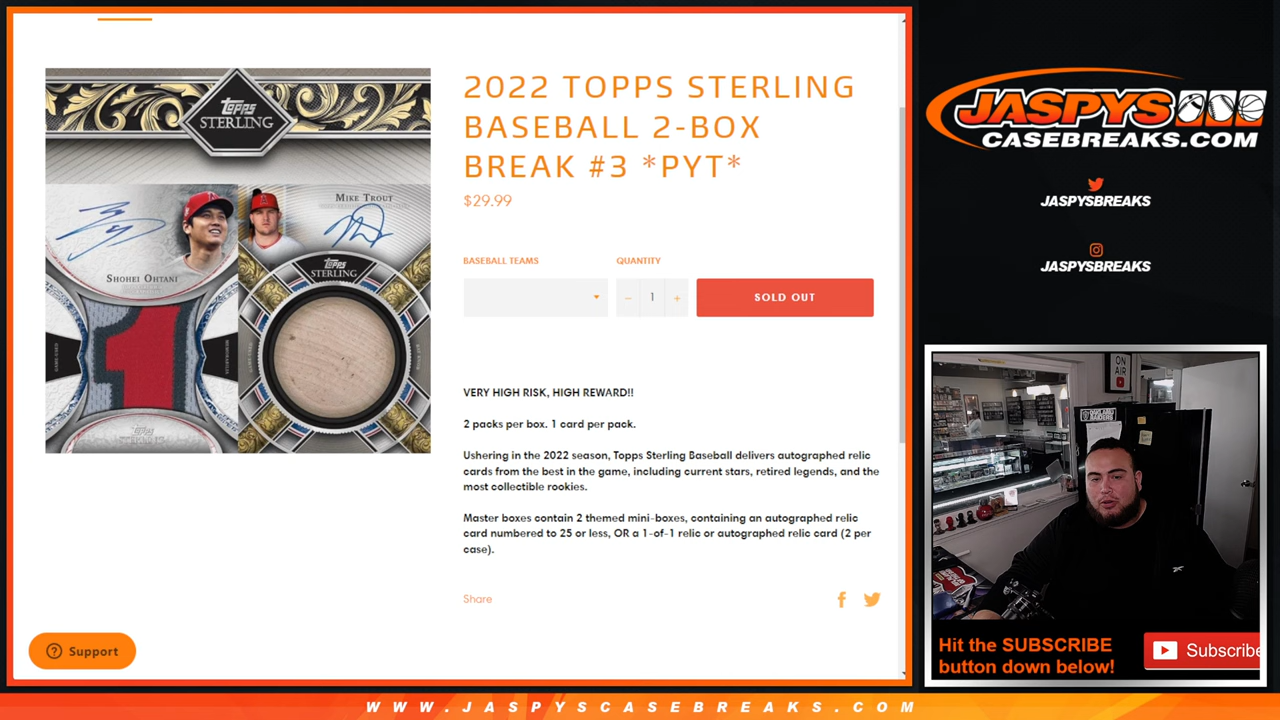 topps
STERLING
Shohei Ohtani
Mike Trout
topps
STERLING
2022 TOPPS STERLING
BASEBALL 2-BOX
BREAK #3 *PYT*
$29.99
BASEBALL TEAMS
QUANTITY
− 1 +
SOLD OUT
VERY HIGH RISK, HIGH REWARD!!
2 packs per box. 1 card per pack.
Ushering in the 2022 season, Topps Sterling Baseball delivers autographed relic
cards from the best in the game, including current stars, retired legends, and the
most collectible rookies.
Master boxes contain 2 themed mini-boxes, containing an autographed relic
card numbered to 25 or less, OR a 1-of-1 relic or autographed relic card (2 per
case).
Share
Support
JASPYS
CASEBREAKS.COM
JASPYSBREAKS
JASPYSBREAKS
ON
AIR
OAKLAND
RAIDERS
Hit the SUBSCRIBE
button down below!
Subscribe
WWW.JASPYSCASEBREAKS.COM